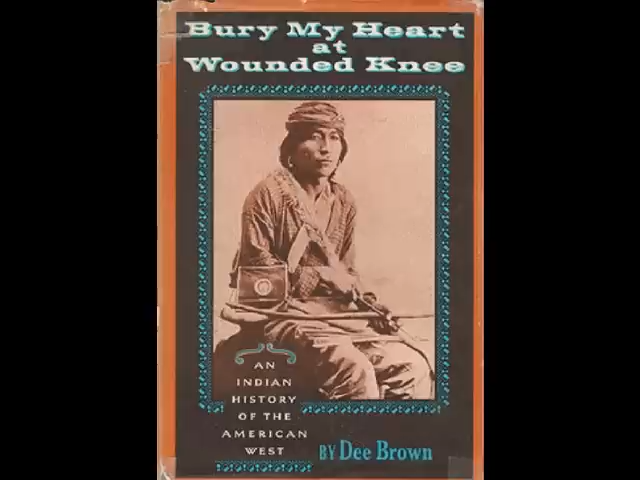 Bury My Heart
at
Wounded Knee
AN
INDIAN
HISTORY
OF THE
AMERICAN
WEST
BY Dee Brown